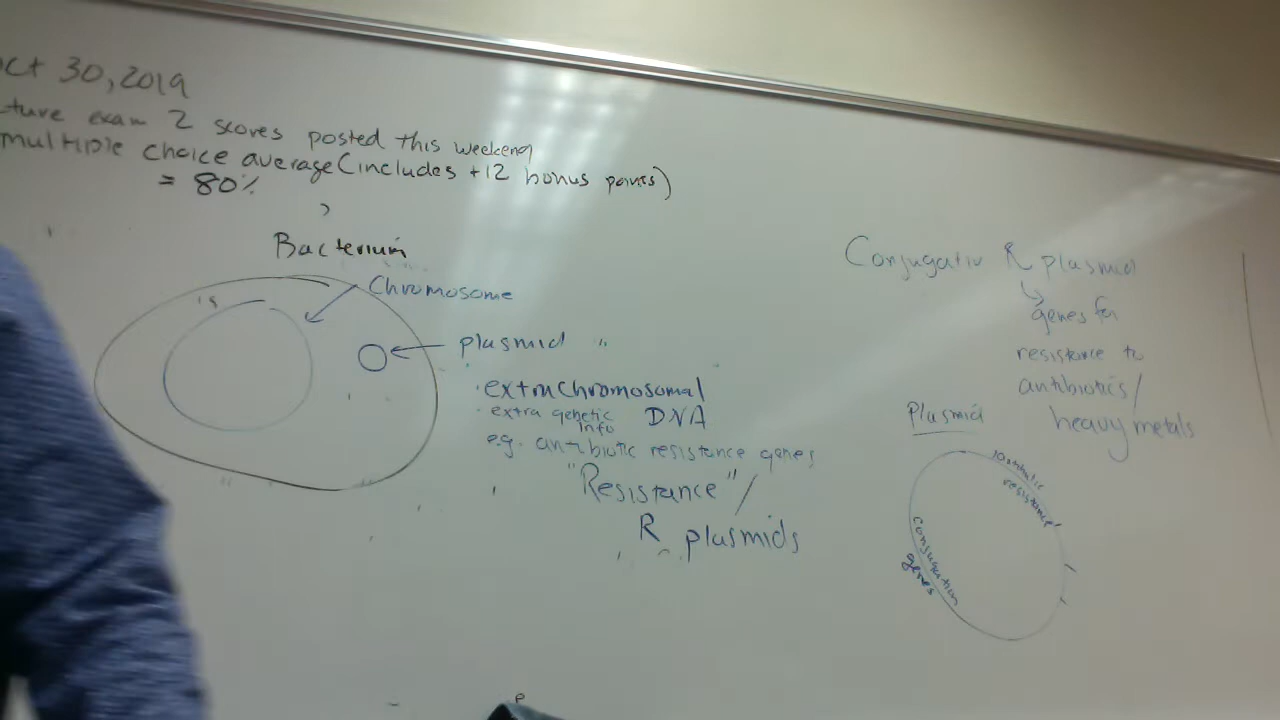 ct 30, 2019
ture exam 2 scores posted this weekend
multiple choice average (includes +12 bonus points)
= 80%
Bacterium
Chromosome
plasmid
extrachromosomal
extra genetic info DNA
e.g. antibiotic resistance genes
"Resistance" /
R plasmids
Conjugativ R plasmid
genes for
resistance to
antibiotics/
heavy metals
Plasmid
resistance
conjugation
genes